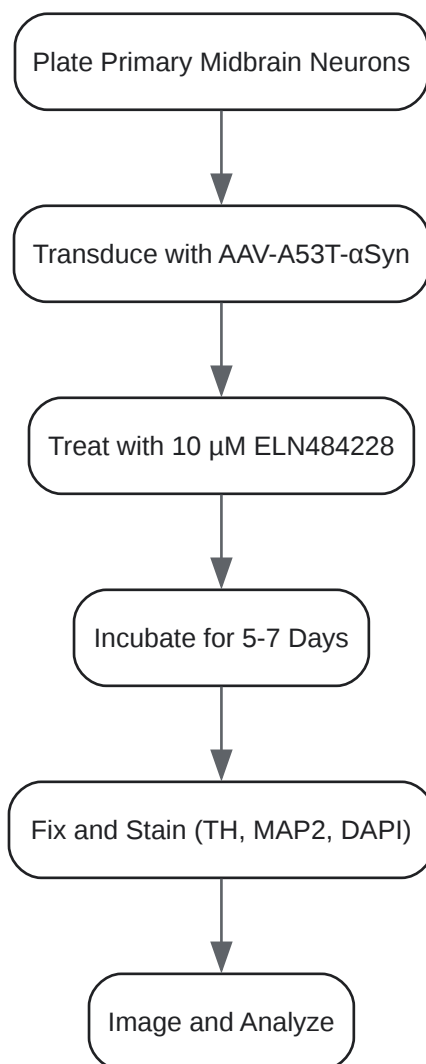 Plate Primary Midbrain Neurons
Transduce with AAV-A53T-αSyn
Treat with 10 µM ELN484228
Incubate for 5-7 Days
Fix and Stain (TH, MAP2, DAPI)
Image and Analyze